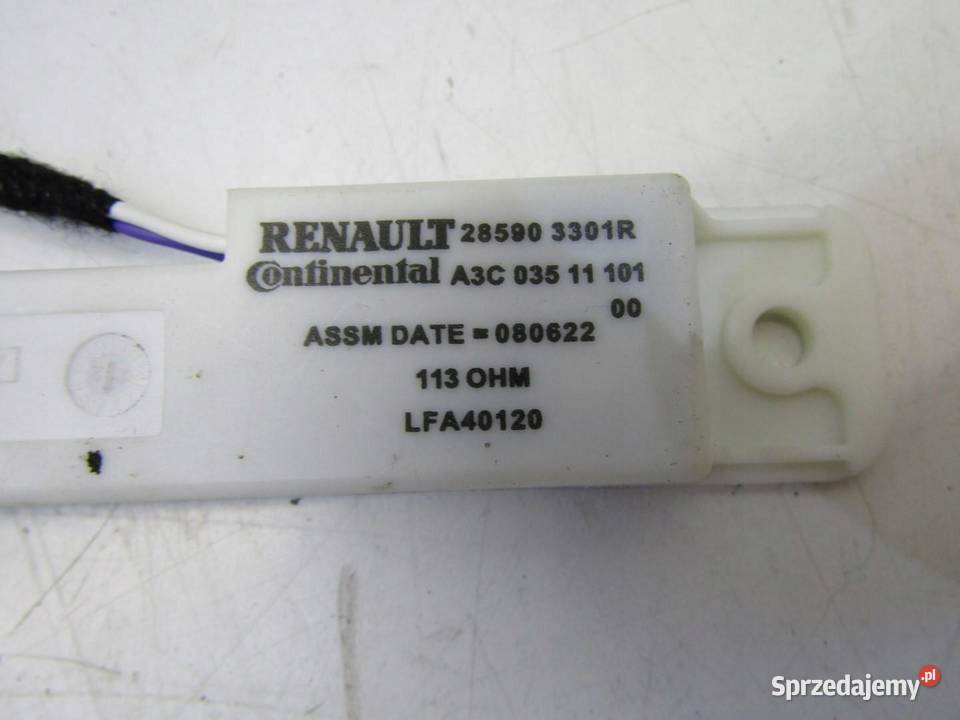 RENAULT 28590 3301R
Continental A3C 035 11 101
00
ASSM DATE = 080622
113 OHM
LFA40120
Sprzedajemy.pl